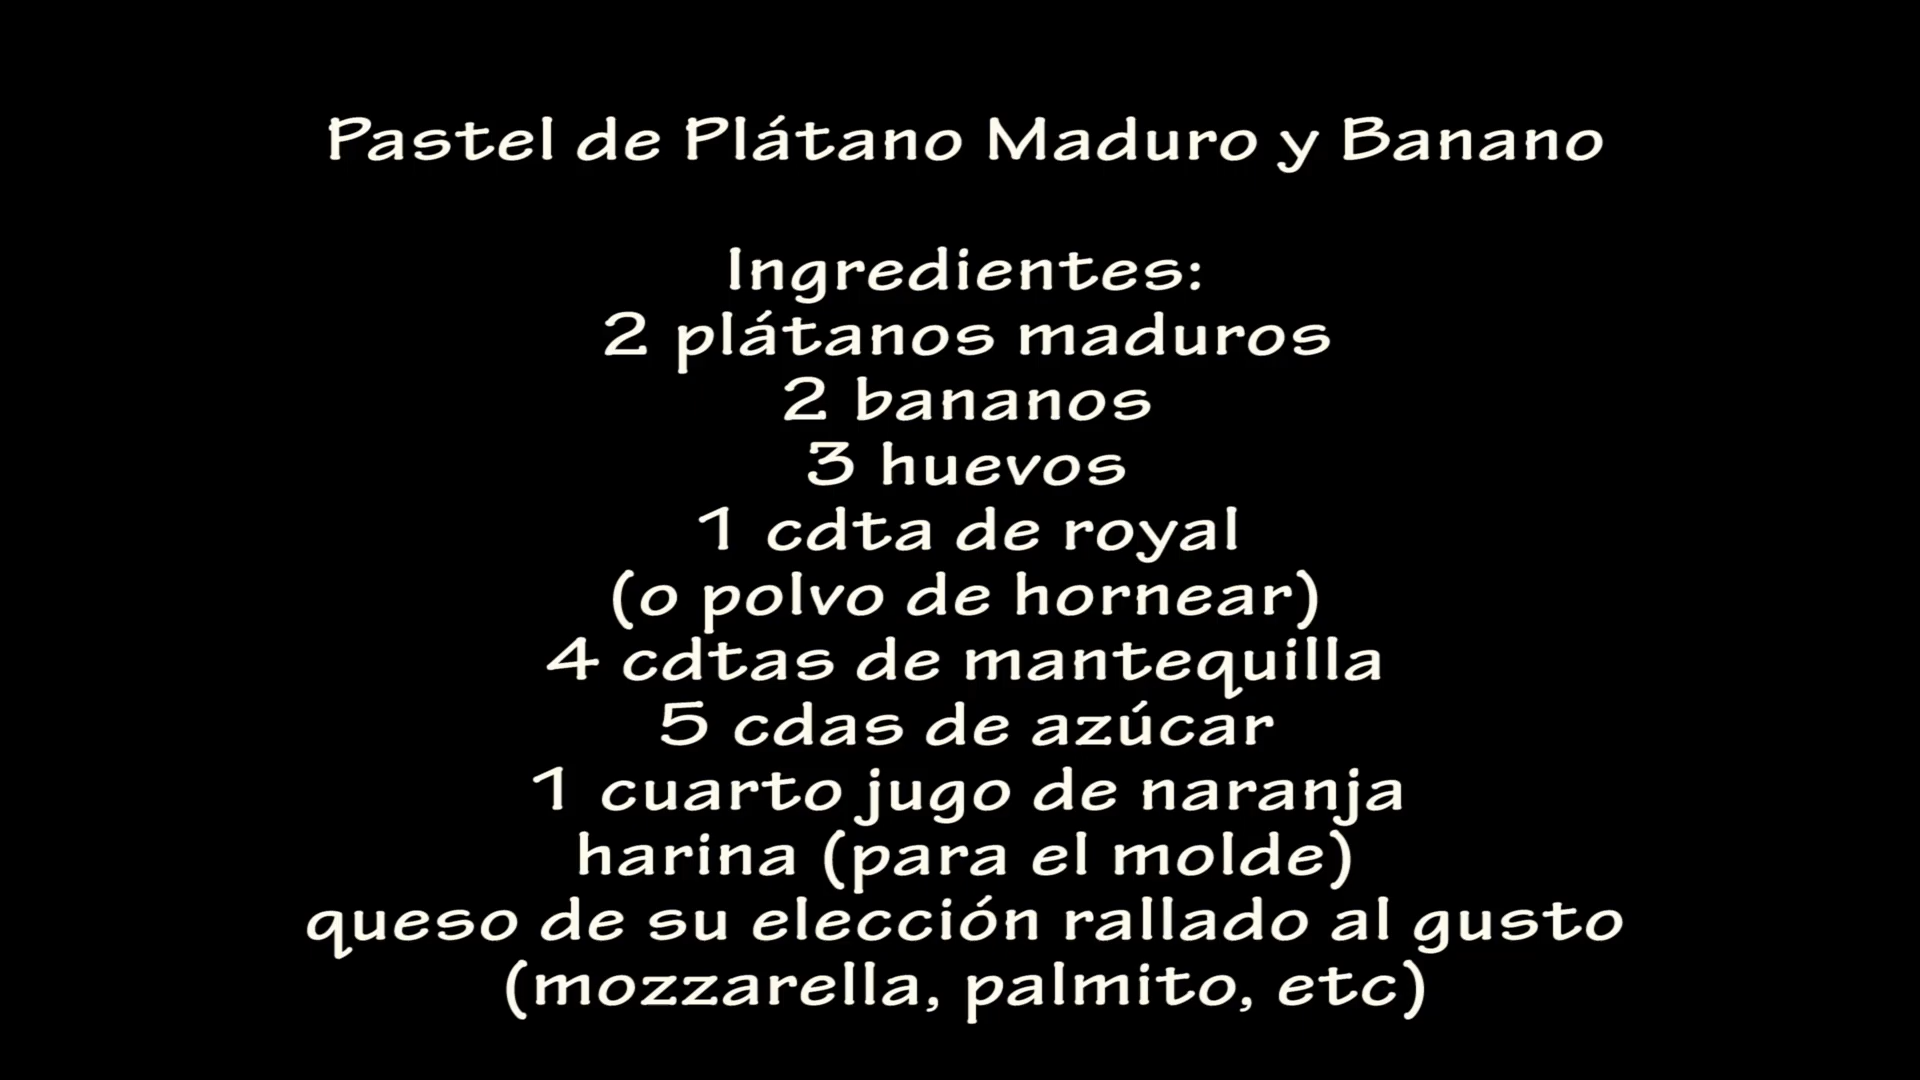 Pastel de Plátano Maduro y Banano
Ingredientes:
2 plátanos maduros
2 bananos
3 huevos
1 cdta de royal
(o polvo de hornear)
4 cdtas de mantequilla
5 cdas de azúcar
1 cuarto jugo de naranja
harina (para el molde)
queso de su elección rallado al gusto
(mozzarella, palmito, etc)